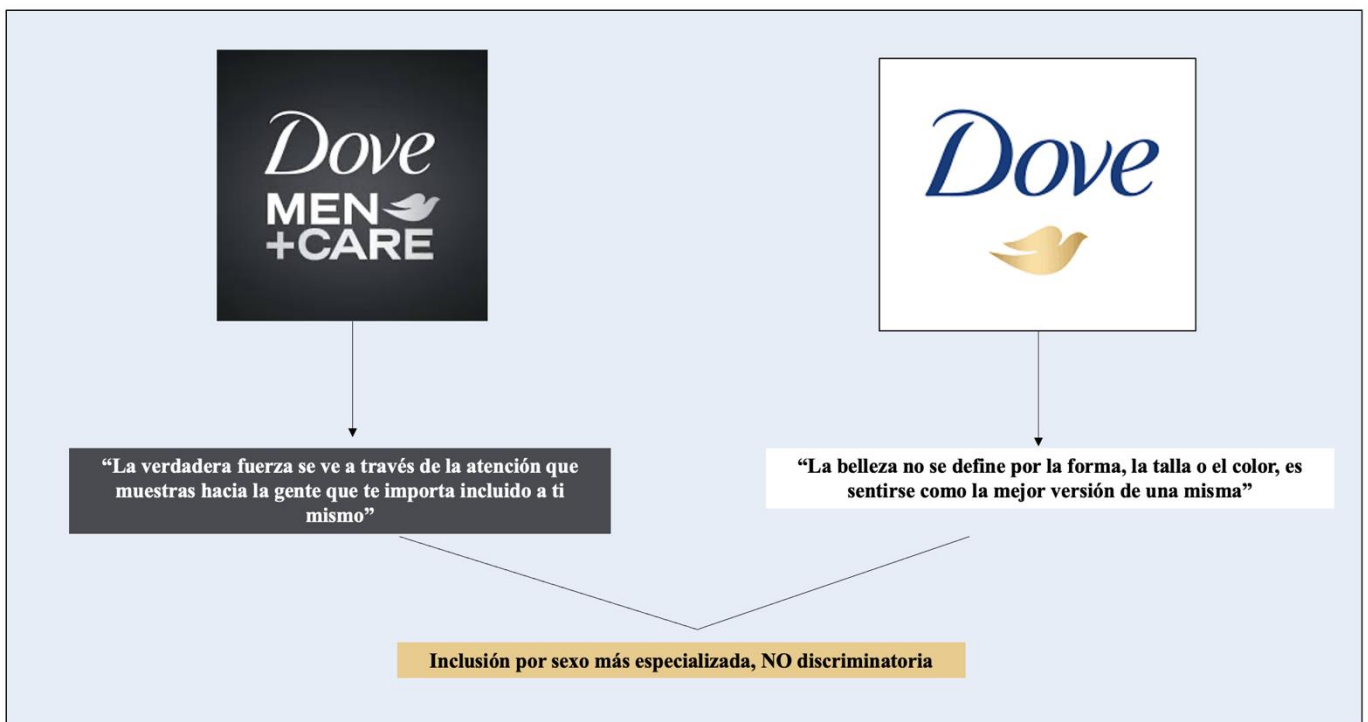 Dove
MEN
+CARE
Dove
“La verdadera fuerza se ve a través de la atención que
muestras hacia la gente que te importa incluido a ti
mismo”
“La belleza no se define por la forma, la talla o el color, es
sentirse como la mejor versión de una misma”
Inclusión por sexo más especializada, NO discriminatoria